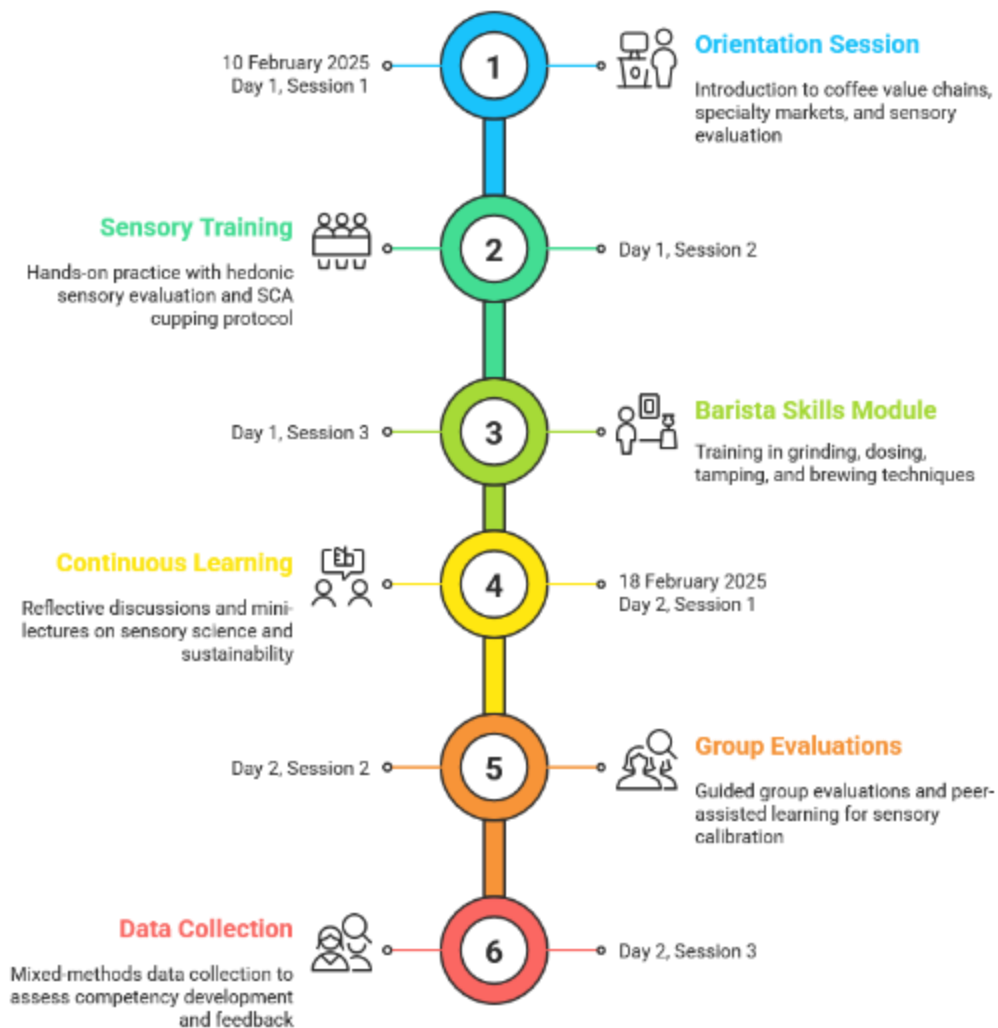 10 February 2025
Day 1, Session 1
1
Orientation Session
Introduction to coffee value chains,
specialty markets, and sensory
evaluation
Sensory Training
Hands-on practice with hedonic
sensory evaluation and SCA
cupping protocol
2
Day 1, Session 2
Day 1, Session 3
3
Barista Skills Module
Training in grinding, dosing,
tamping, and brewing techniques
Continuous Learning
Reflective discussions and mini-
lectures on sensory science and
sustainability
4
18 February 2025
Day 2, Session 1
Day 2, Session 2
5
Group Evaluations
Guided group evaluations and peer-
assisted learning for sensory
calibration
Data Collection
Mixed-methods data collection to
assess competency development
and feedback
6
Day 2, Session 3